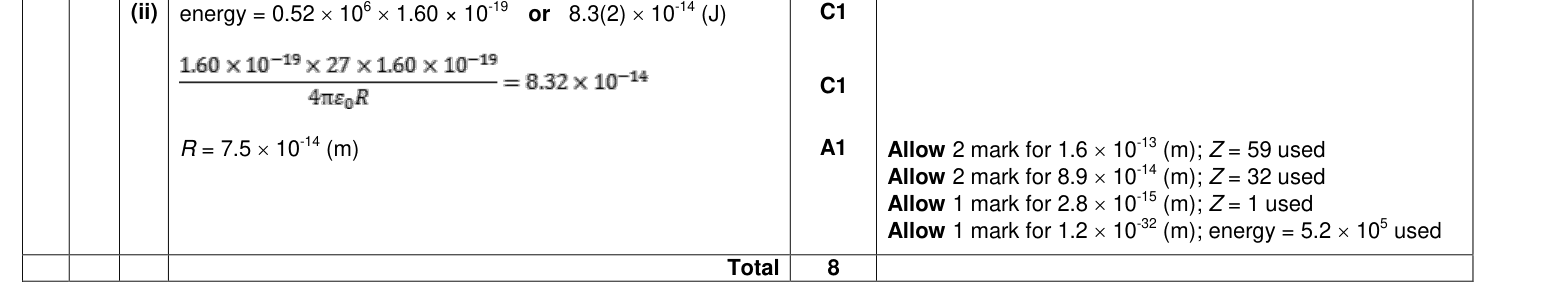 (ii) energy = 0.52 × 10⁶ × 1.60 × 10⁻¹⁹ or 8.3(2) × 10⁻¹⁴ (J) C1
1.60 × 10⁻¹⁹ × 27 × 1.60 × 10⁻¹⁹
= 8.32 × 10⁻¹⁴ C1
4πε₀R
R = 7.5 × 10⁻¹⁴ (m) A1 Allow 2 mark for 1.6 × 10⁻¹³ (m); Z = 59 used
Allow 2 mark for 8.9 × 10⁻¹⁴ (m); Z = 32 used
Allow 1 mark for 2.8 × 10⁻¹⁵ (m); Z = 1 used
Allow 1 mark for 1.2 × 10⁻³² (m); energy = 5.2 × 10⁵ used
Total 8